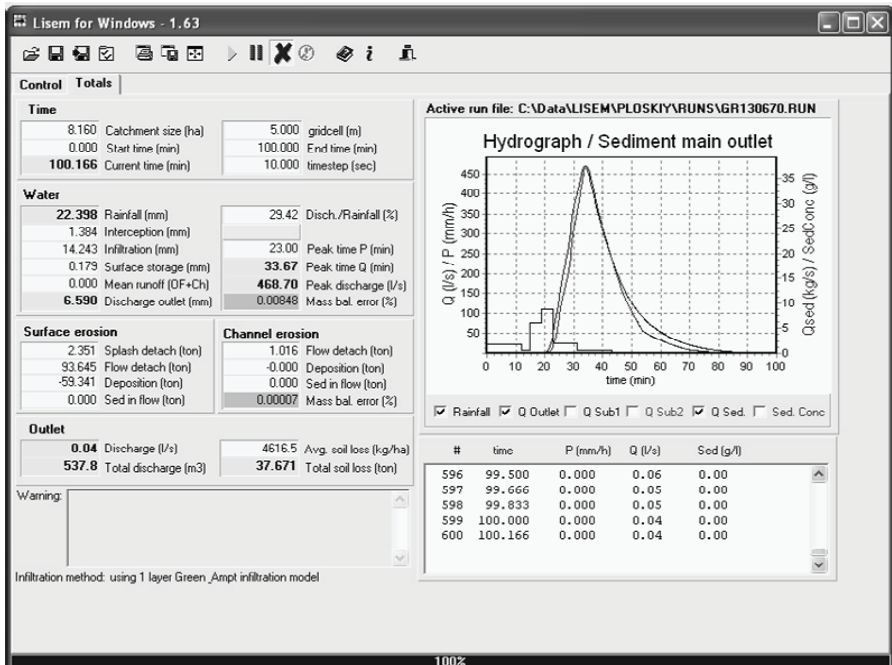 Lisem for Windows - 1.63
Control Totals
Time
8.160 Catchment size (ha) 5.000 gridcell (m)
0.000 Start time (min) 100.000 End time (min)
100.166 Current time (min) 10.000 timestep (sec)
Water
22.398 Rainfall (mm) 29.42 Disch./Rainfall (%)
1.384 Interception (mm)
14.243 Infiltration (mm) 23.00 Peak time P (min)
0.179 Surface storage (mm) 33.67 Peak time Q (min)
0.000 Mean runoff (OF+Ch) 468.70 Peak discharge (l/s)
6.590 Discharge outlet (mm) 0.00848 Mass bal. error (%)
Surface erosion Channel erosion
2.351 Splash detach (ton) 1.016 Flow detach (ton)
93.645 Flow detach (ton) -0.000 Deposition (ton)
-59.341 Deposition (ton) 0.000 Sed in flow (ton)
0.000 Sed in flow (ton) 0.00007 Mass bal. error (%)
Outlet
0.04 Discharge (l/s) 4616.5 Avg. soil loss (kg/ha)
537.8 Total discharge (m3) 37.671 Total soil loss (ton)
Warning:
Infiltration method: using 1 layer Green_Ampt infiltration model
Active run file: C:\Data\LISEM\PLOSKIY\RUNS\GR130670.RUN
Hydrograph / Sediment main outlet
Q (l/s) / P (mm/h)
450
400
350
300
250
200
150
100
50
35
30
25
20
15
10
5
0
Qsed (kg/s) / SedConc (g/l)
0 10 20 30 40 50 60 70 80 90 100
time (min)
Rainfall Q Outlet Q Sub1 Q Sub2 Q Sed. Sed. Conc
# time P (mm/h) Q (l/s) Sed (g/l)
596 99.500 0.000 0.06 0.00
597 99.666 0.000 0.05 0.00
598 99.833 0.000 0.05 0.00
599 100.000 0.000 0.04 0.00
600 100.166 0.000 0.04 0.00
100%